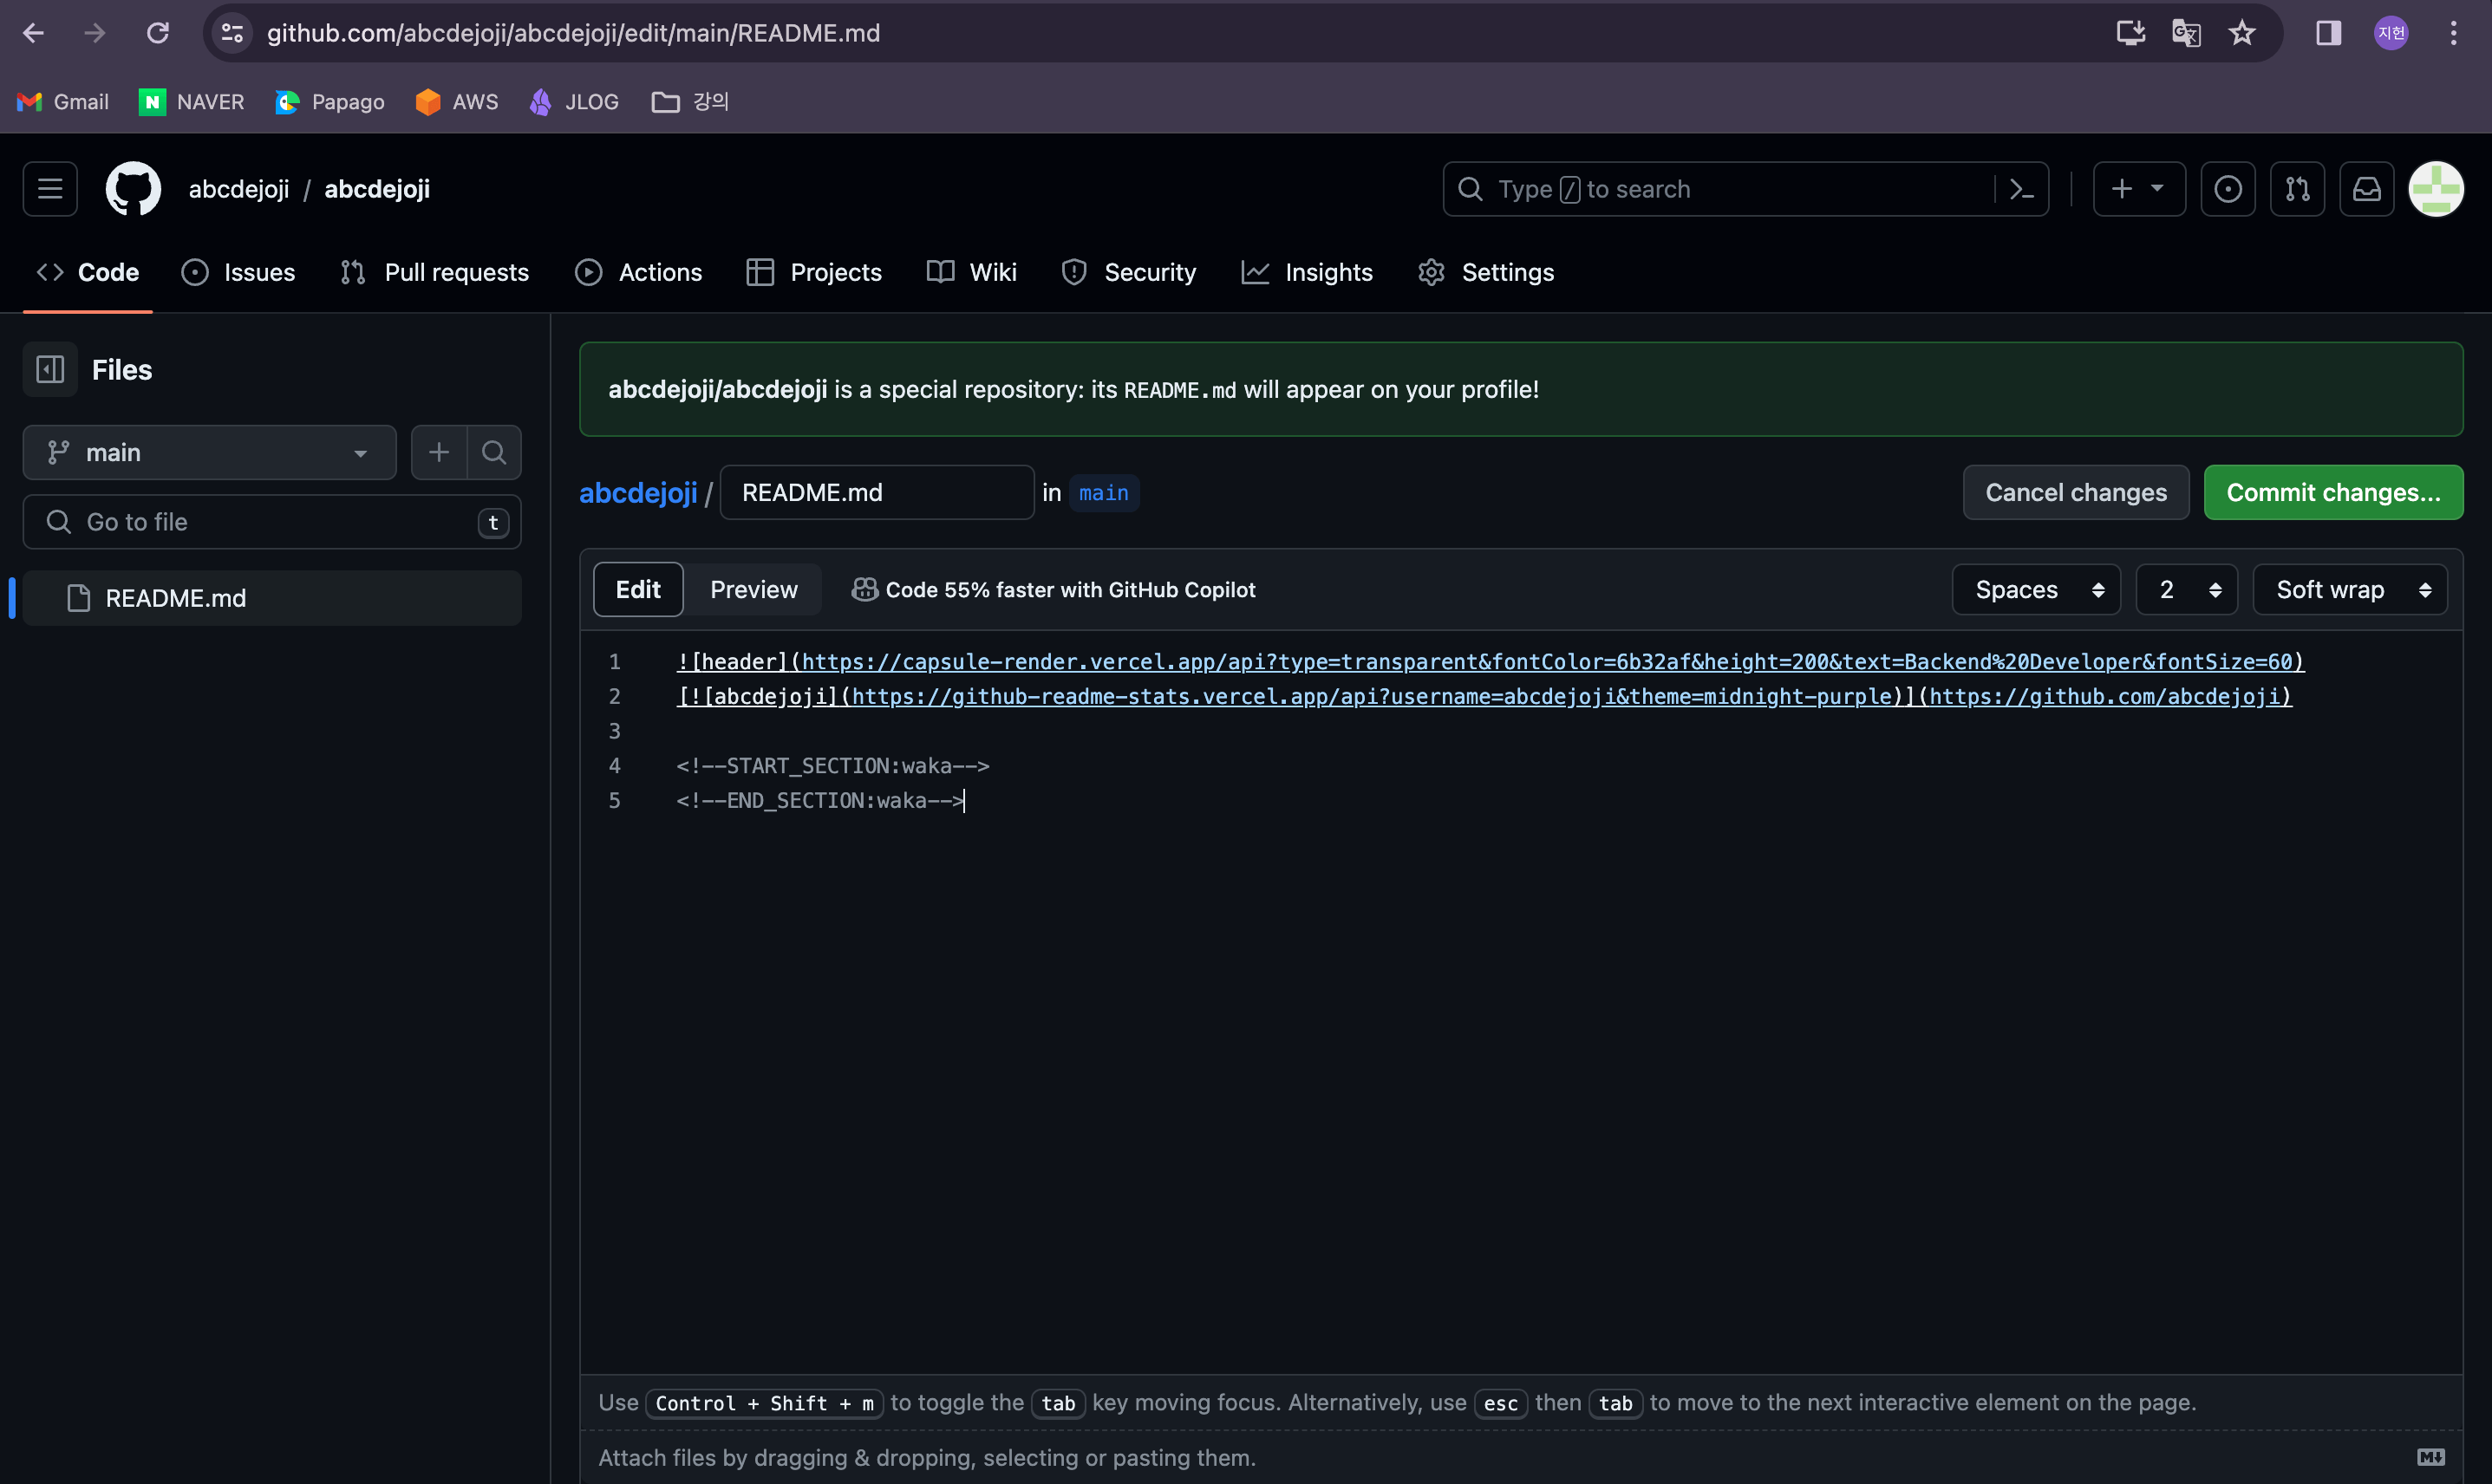 github.com/abcdejoji/abcdejoji/edit/main/README.md
지헌
Gmail NAVER Papago AWS JLOG 강의
abcdejoji / abcdejoji
Type / to search
Code Issues Pull requests Actions Projects Wiki Security Insights Settings
Files
main
Go to file t
README.md
abcdejoji/abcdejoji is a special repository: its README.md will appear on your profile!
abcdejoji / README.md in main
Cancel changes Commit changes...
Edit Preview Code 55% faster with GitHub Copilot
Spaces 2 Soft wrap
1 ![header](https://capsule-render.vercel.app/api?type=transparent&fontColor=6b32af&height=200&text=Backend%20Developer&fontSize=60)
2 [![abcdejoji](https://github-readme-stats.vercel.app/api?username=abcdejoji&theme=midnight-purple)](https://github.com/abcdejoji)
3
4 <!--START_SECTION:waka-->
5 <!--END_SECTION:waka-->
Use Control + Shift + m to toggle the tab key moving focus. Alternatively, use esc then tab to move to the next interactive element on the page.
Attach files by dragging & dropping, selecting or pasting them.